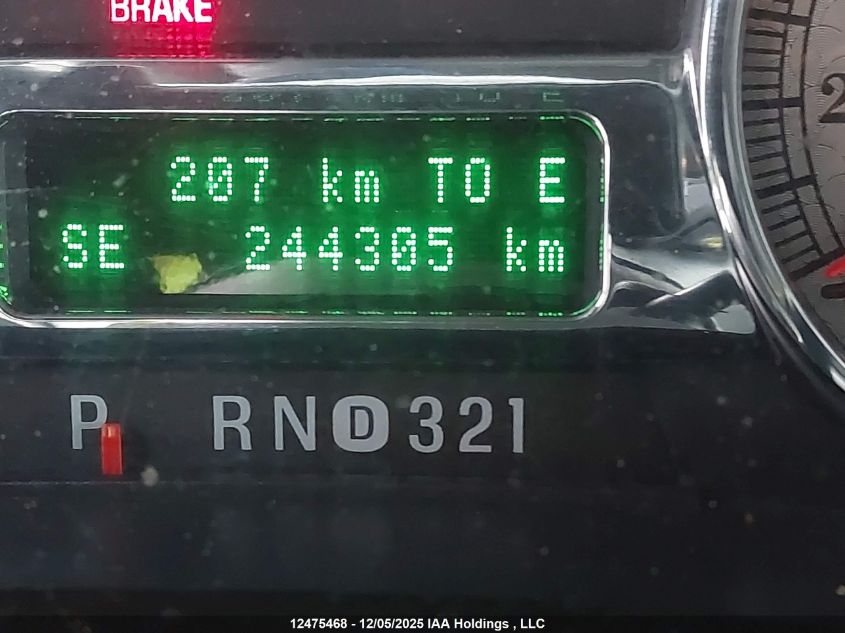 BRAKE
207 km TO E
SE 244305 km
P RND321
12475468 - 12/05/2025 IAA Holdings , LLC